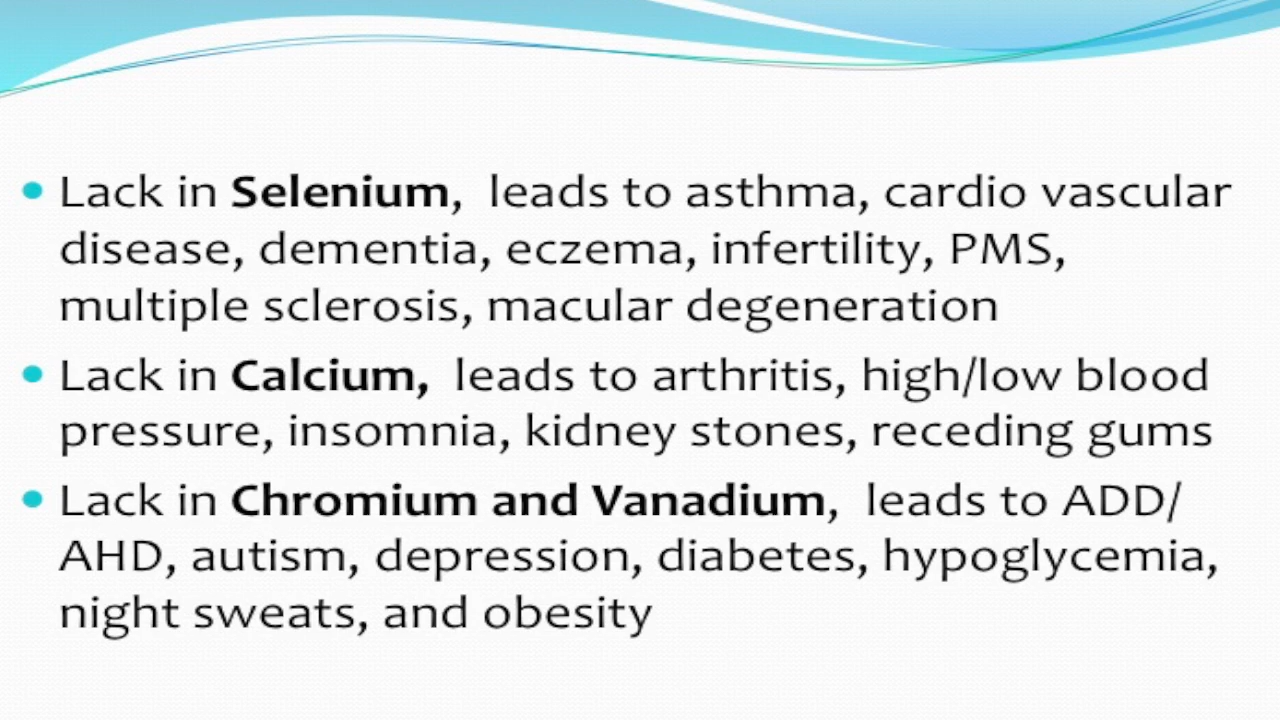 Lack in Selenium, leads to asthma, cardio vascular
disease, dementia, eczema, infertility, PMS,
multiple sclerosis, macular degeneration
Lack in Calcium, leads to arthritis, high/low blood
pressure, insomnia, kidney stones, receding gums
Lack in Chromium and Vanadium, leads to ADD/
AHD, autism, depression, diabetes, hypoglycemia,
night sweats, and obesity